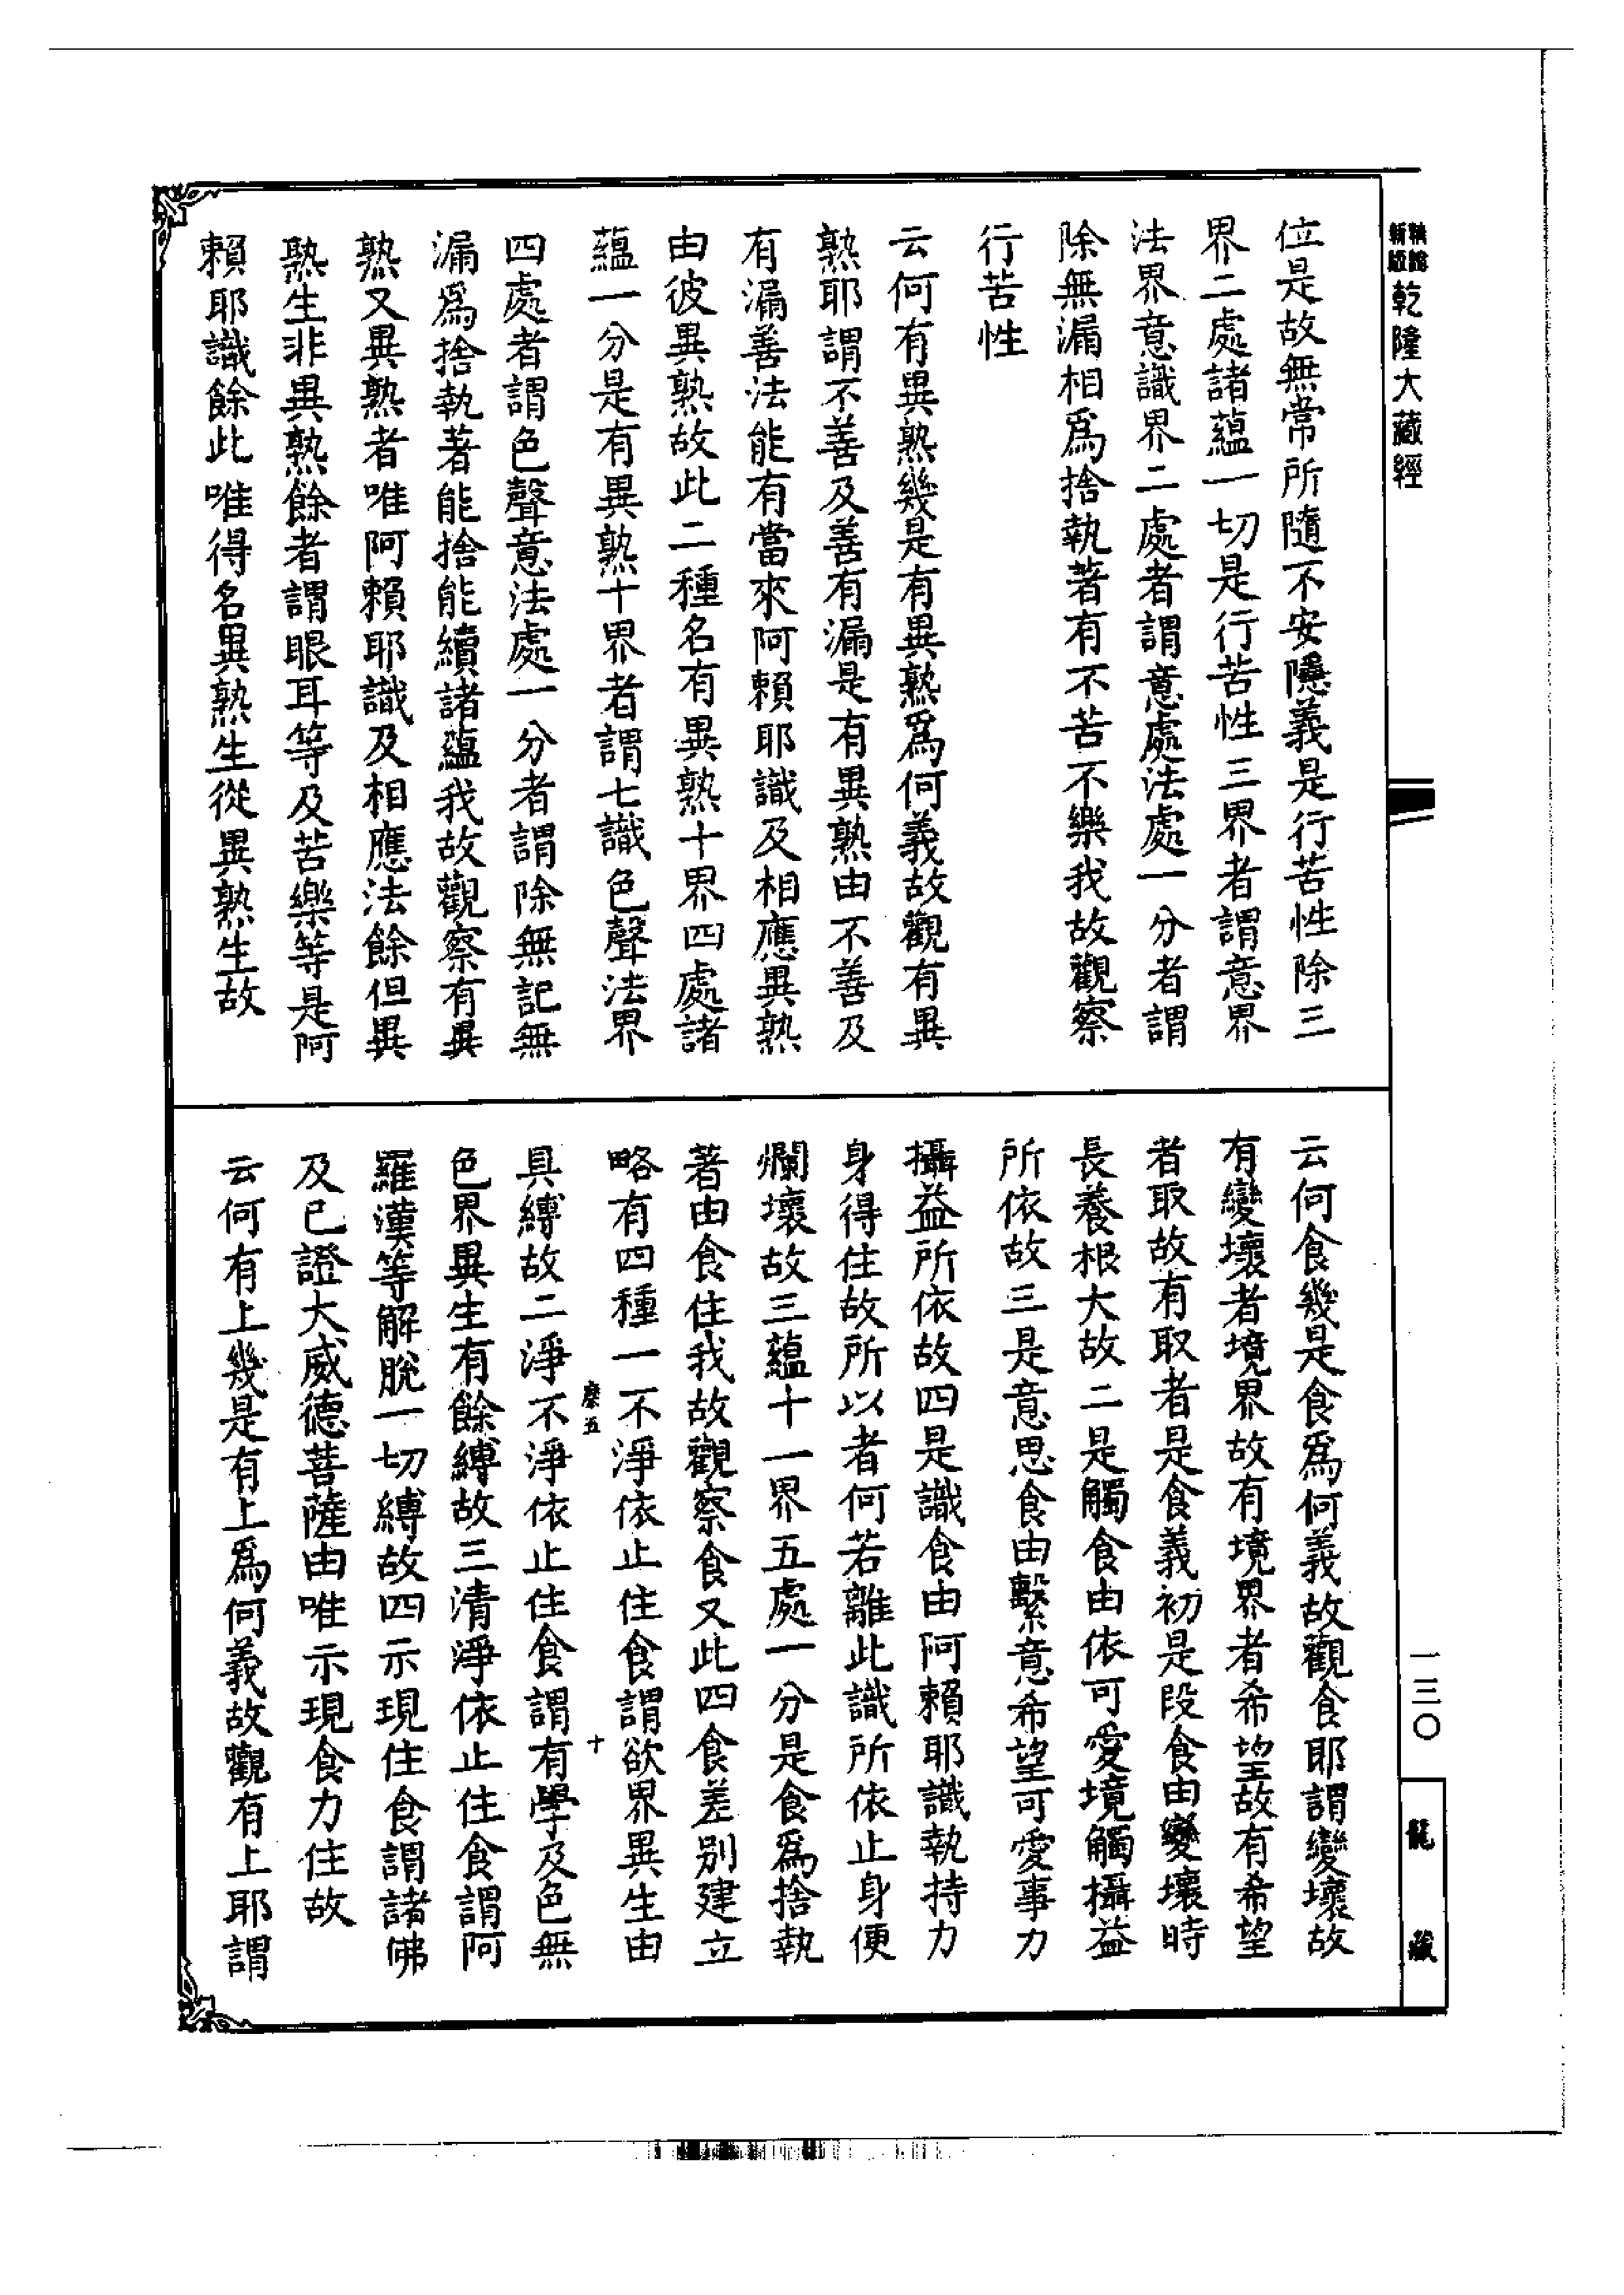 精錄
新版
乾隆大藏經
位是故無常所隨不安隱義是行苦性除三
界二處諸蘊一切是行苦性三界者謂意界
法界意識界二處者謂意處法處一分者謂
除無漏相爲捨執著有不苦不樂我故觀察
行苦性
云何有異熟幾是有異熟爲何義故觀有異
熟耶謂不善及善有漏是有異熟由不善及
有漏善法能有當來阿賴耶識及相應異熟
由彼異熟故此二種名有異熟十界四處諸
蘊一分是有異熟十界者謂七識色聲法界
四處者謂色聲意法處一分者謂除無記無
漏爲捨執著能捨能續諸蘊我故觀察有異
熟又異熟者唯阿賴耶識及相應法餘但異
熟生非異熟餘者謂眼耳等及苦樂等是阿
賴耶識餘此唯得名異熟生從異熟生故
云何食幾是食爲何義故觀食耶謂變壞故
有變壞者境界故有境界者希望故有希望
者取故有取者是食義初是段食由變壞時
長養根大故二是觸食由依可愛境觸攝益
所依故三是意思食由繫意希望可愛事力
攝益所依故四是識食由阿賴耶識執持力
身得住故所以者何若離此識所依止身便
爛壞故三蘊十一界五處一分是食爲捨執
著由食住我故觀察食又此四食差別建立
略有四種一不淨依止住食謂欲界異生由
麋五
十
具縛故二淨不淨依止住食謂有學及色無
色界異生有餘縛故三清淨依止住食謂阿
羅漢等解脫一切縛故四示現住食謂諸佛
及已證大威德菩薩由唯示現食力住故
云何有上幾是有上爲何義故觀有上耶謂
一三〇
龍藏